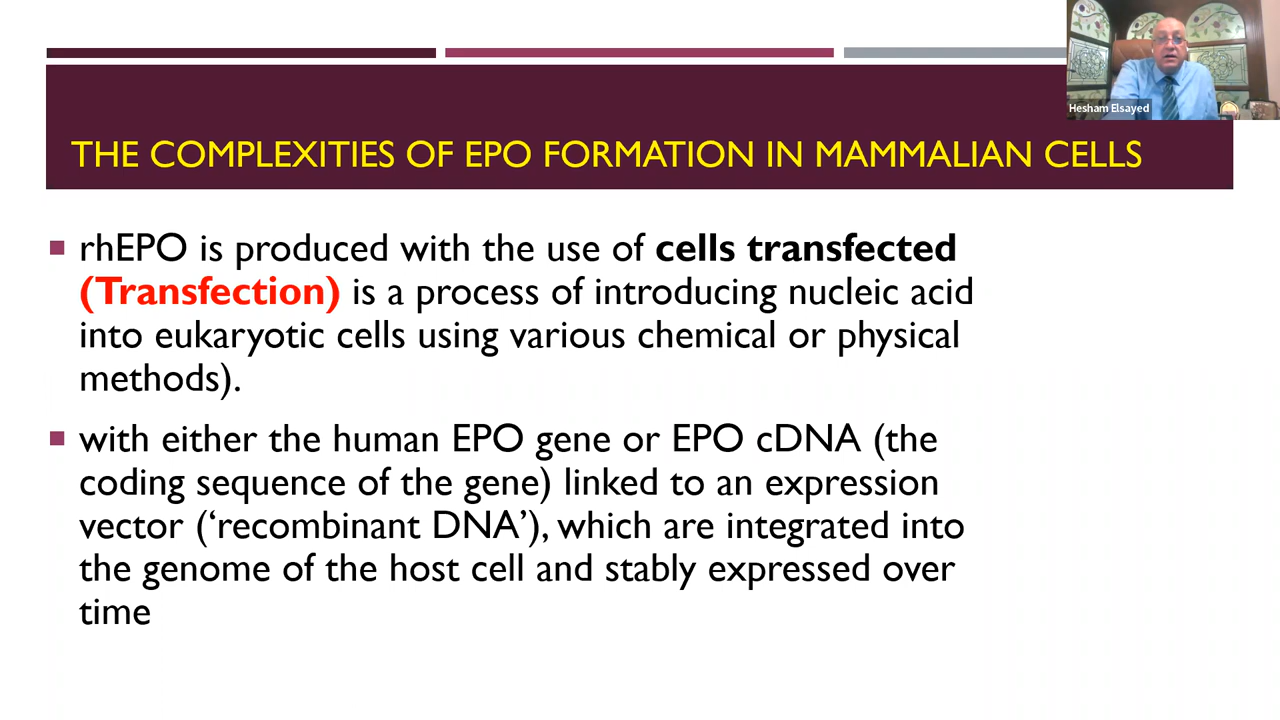 Hesham Elsayed
THE COMPLEXITIES OF EPO FORMATION IN MAMMALIAN CELLS
rhEPO is produced with the use of cells transfected
(Transfection) is a process of introducing nucleic acid
into eukaryotic cells using various chemical or physical
methods).
with either the human EPO gene or EPO cDNA (the
coding sequence of the gene) linked to an expression
vector (‘recombinant DNA’), which are integrated into
the genome of the host cell and stably expressed over
time